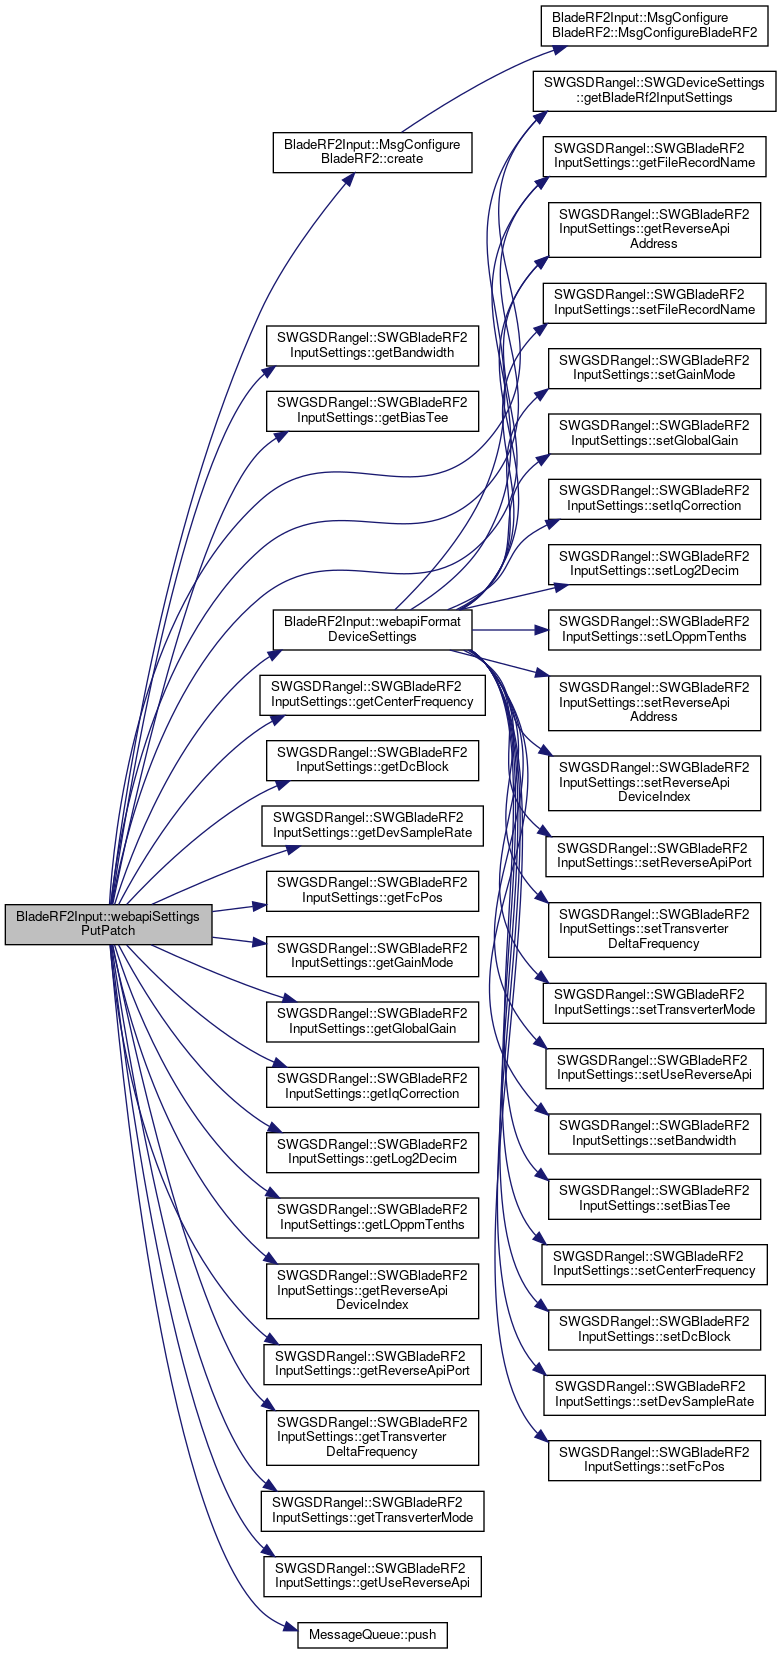 BladeRF2Input::webapiSettings
PutPatch
BladeRF2Input::MsgConfigure
BladeRF2::create
SWGSDRangel::SWGBladeRF2
InputSettings::getBandwidth
SWGSDRangel::SWGBladeRF2
InputSettings::getBiasTee
BladeRF2Input::webapiFormat
DeviceSettings
SWGSDRangel::SWGBladeRF2
InputSettings::getCenterFrequency
SWGSDRangel::SWGBladeRF2
InputSettings::getDcBlock
SWGSDRangel::SWGBladeRF2
InputSettings::getDevSampleRate
SWGSDRangel::SWGBladeRF2
InputSettings::getFcPos
SWGSDRangel::SWGBladeRF2
InputSettings::getGainMode
SWGSDRangel::SWGBladeRF2
InputSettings::getGlobalGain
SWGSDRangel::SWGBladeRF2
InputSettings::getIqCorrection
SWGSDRangel::SWGBladeRF2
InputSettings::getLog2Decim
SWGSDRangel::SWGBladeRF2
InputSettings::getLOppmTenths
SWGSDRangel::SWGBladeRF2
InputSettings::getReverseApi
DeviceIndex
SWGSDRangel::SWGBladeRF2
InputSettings::getReverseApiPort
SWGSDRangel::SWGBladeRF2
InputSettings::getTransverter
DeltaFrequency
SWGSDRangel::SWGBladeRF2
InputSettings::getTransverterMode
SWGSDRangel::SWGBladeRF2
InputSettings::getUseReverseApi
MessageQueue::push
BladeRF2Input::MsgConfigure
BladeRF2::MsgConfigureBladeRF2
SWGSDRangel::SWGDeviceSettings
::getBladeRf2InputSettings
SWGSDRangel::SWGBladeRF2
InputSettings::getFileRecordName
SWGSDRangel::SWGBladeRF2
InputSettings::getReverseApi
Address
SWGSDRangel::SWGBladeRF2
InputSettings::setFileRecordName
SWGSDRangel::SWGBladeRF2
InputSettings::setGainMode
SWGSDRangel::SWGBladeRF2
InputSettings::setGlobalGain
SWGSDRangel::SWGBladeRF2
InputSettings::setIqCorrection
SWGSDRangel::SWGBladeRF2
InputSettings::setLog2Decim
SWGSDRangel::SWGBladeRF2
InputSettings::setLOppmTenths
SWGSDRangel::SWGBladeRF2
InputSettings::setReverseApi
Address
SWGSDRangel::SWGBladeRF2
InputSettings::setReverseApi
DeviceIndex
SWGSDRangel::SWGBladeRF2
InputSettings::setReverseApiPort
SWGSDRangel::SWGBladeRF2
InputSettings::setTransverter
DeltaFrequency
SWGSDRangel::SWGBladeRF2
InputSettings::setTransverterMode
SWGSDRangel::SWGBladeRF2
InputSettings::setUseReverseApi
SWGSDRangel::SWGBladeRF2
InputSettings::setBandwidth
SWGSDRangel::SWGBladeRF2
InputSettings::setBiasTee
SWGSDRangel::SWGBladeRF2
InputSettings::setCenterFrequency
SWGSDRangel::SWGBladeRF2
InputSettings::setDcBlock
SWGSDRangel::SWGBladeRF2
InputSettings::setDevSampleRate
SWGSDRangel::SWGBladeRF2
InputSettings::setFcPos